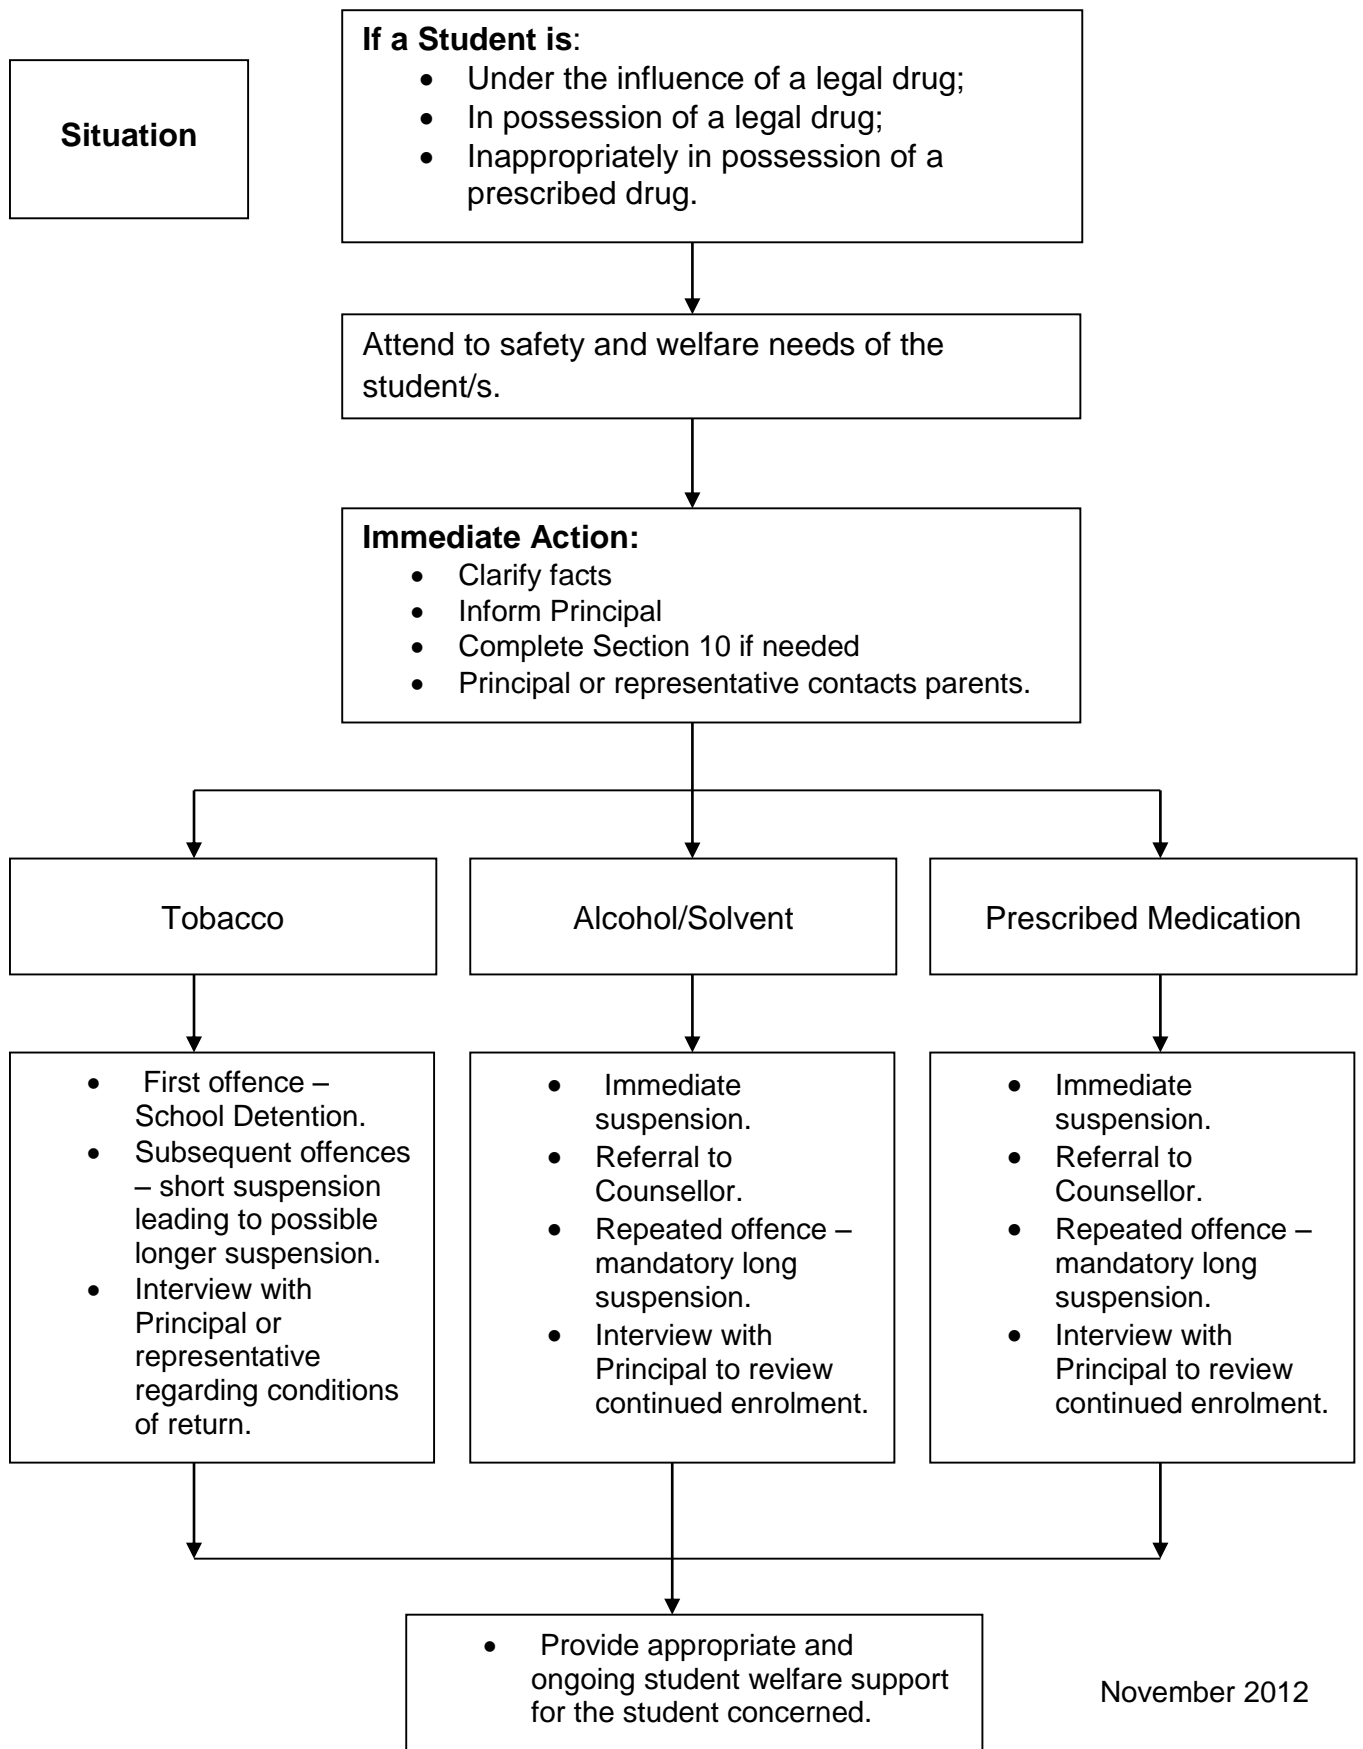 Situation
If a Student is:
• Under the influence of a legal drug;
• In possession of a legal drug;
• Inappropriately in possession of a
prescribed drug.
Attend to safety and welfare needs of the
student/s.
Immediate Action:
• Clarify facts
• Inform Principal
• Complete Section 10 if needed
• Principal or representative contacts parents.
Tobacco
Alcohol/Solvent
Prescribed Medication
• First offence –
School Detention.
• Subsequent offences
– short suspension
leading to possible
longer suspension.
• Interview with
Principal or
representative
regarding conditions
of return.
• Immediate
suspension.
• Referral to
Counsellor.
• Repeated offence –
mandatory long
suspension.
• Interview with
Principal to review
continued enrolment.
• Immediate
suspension.
• Referral to
Counsellor.
• Repeated offence –
mandatory long
suspension.
• Interview with
Principal to review
continued enrolment.
• Provide appropriate and
ongoing student welfare support
for the student concerned.
November 2012